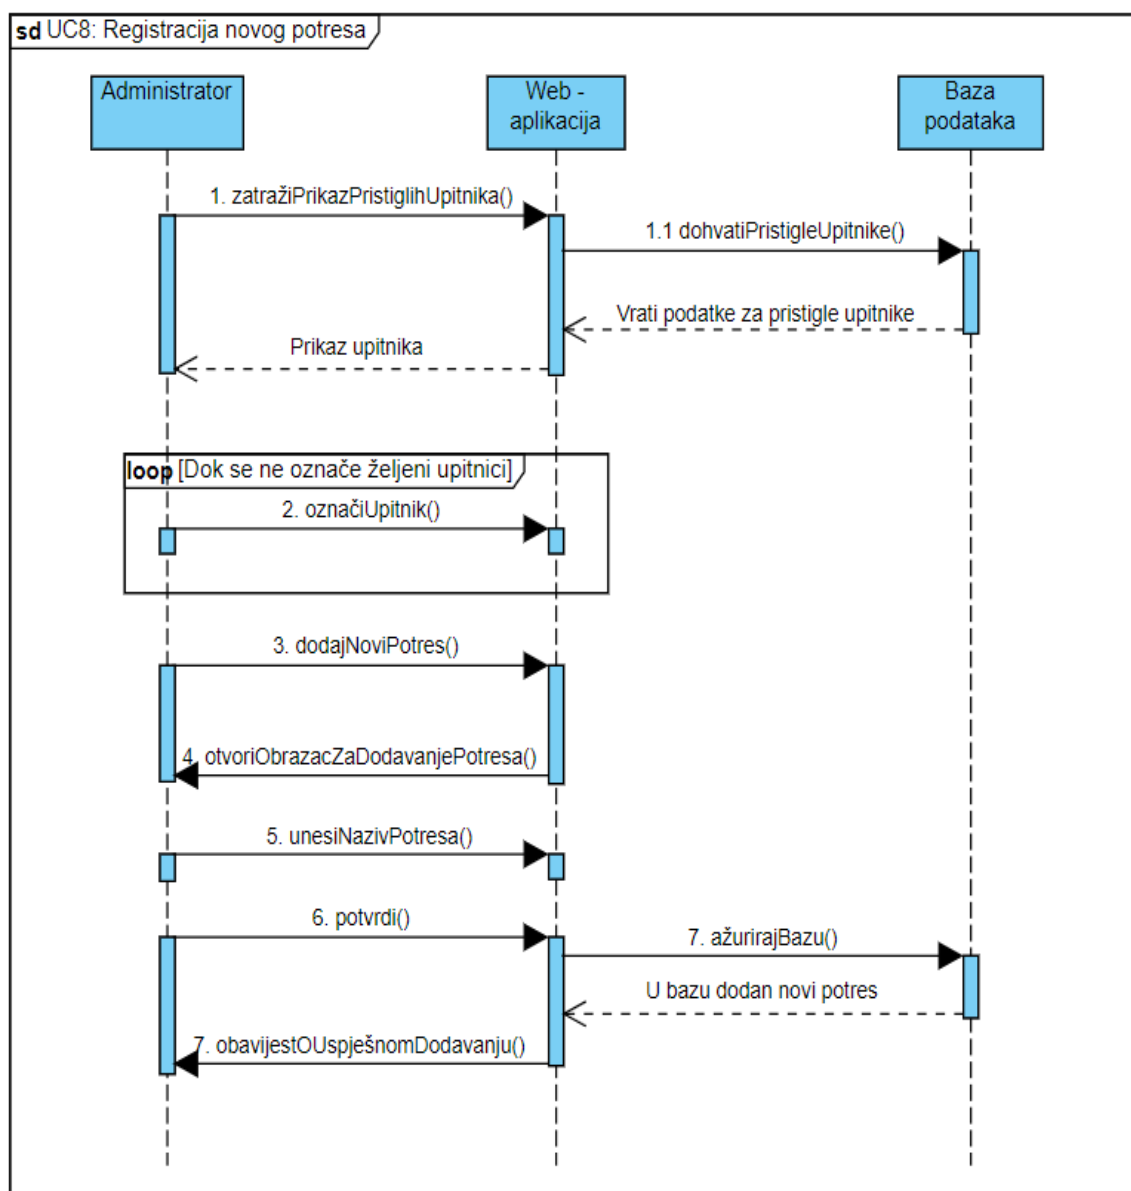 sd UC8: Registracija novog potresa
Administrator
Web -
aplikacija
Baza
podataka
1. zatražiPrikazPristiglihUpitnika()
1.1 dohvatiPristigleUpitnike()
Vrati podatke za pristigle upitnike
Prikaz upitnika
loop [Dok se ne označe željeni upitnici]
2. označiUpitnik()
3. dodajNoviPotres()
4. otvoriObrazacZaDodavanjePotresa()
5. unesiNazivPotresa()
6. potvrdi()
7. ažurirajBazu()
U bazu dodan novi potres
7. obavijestOUspješnomDodavanju()